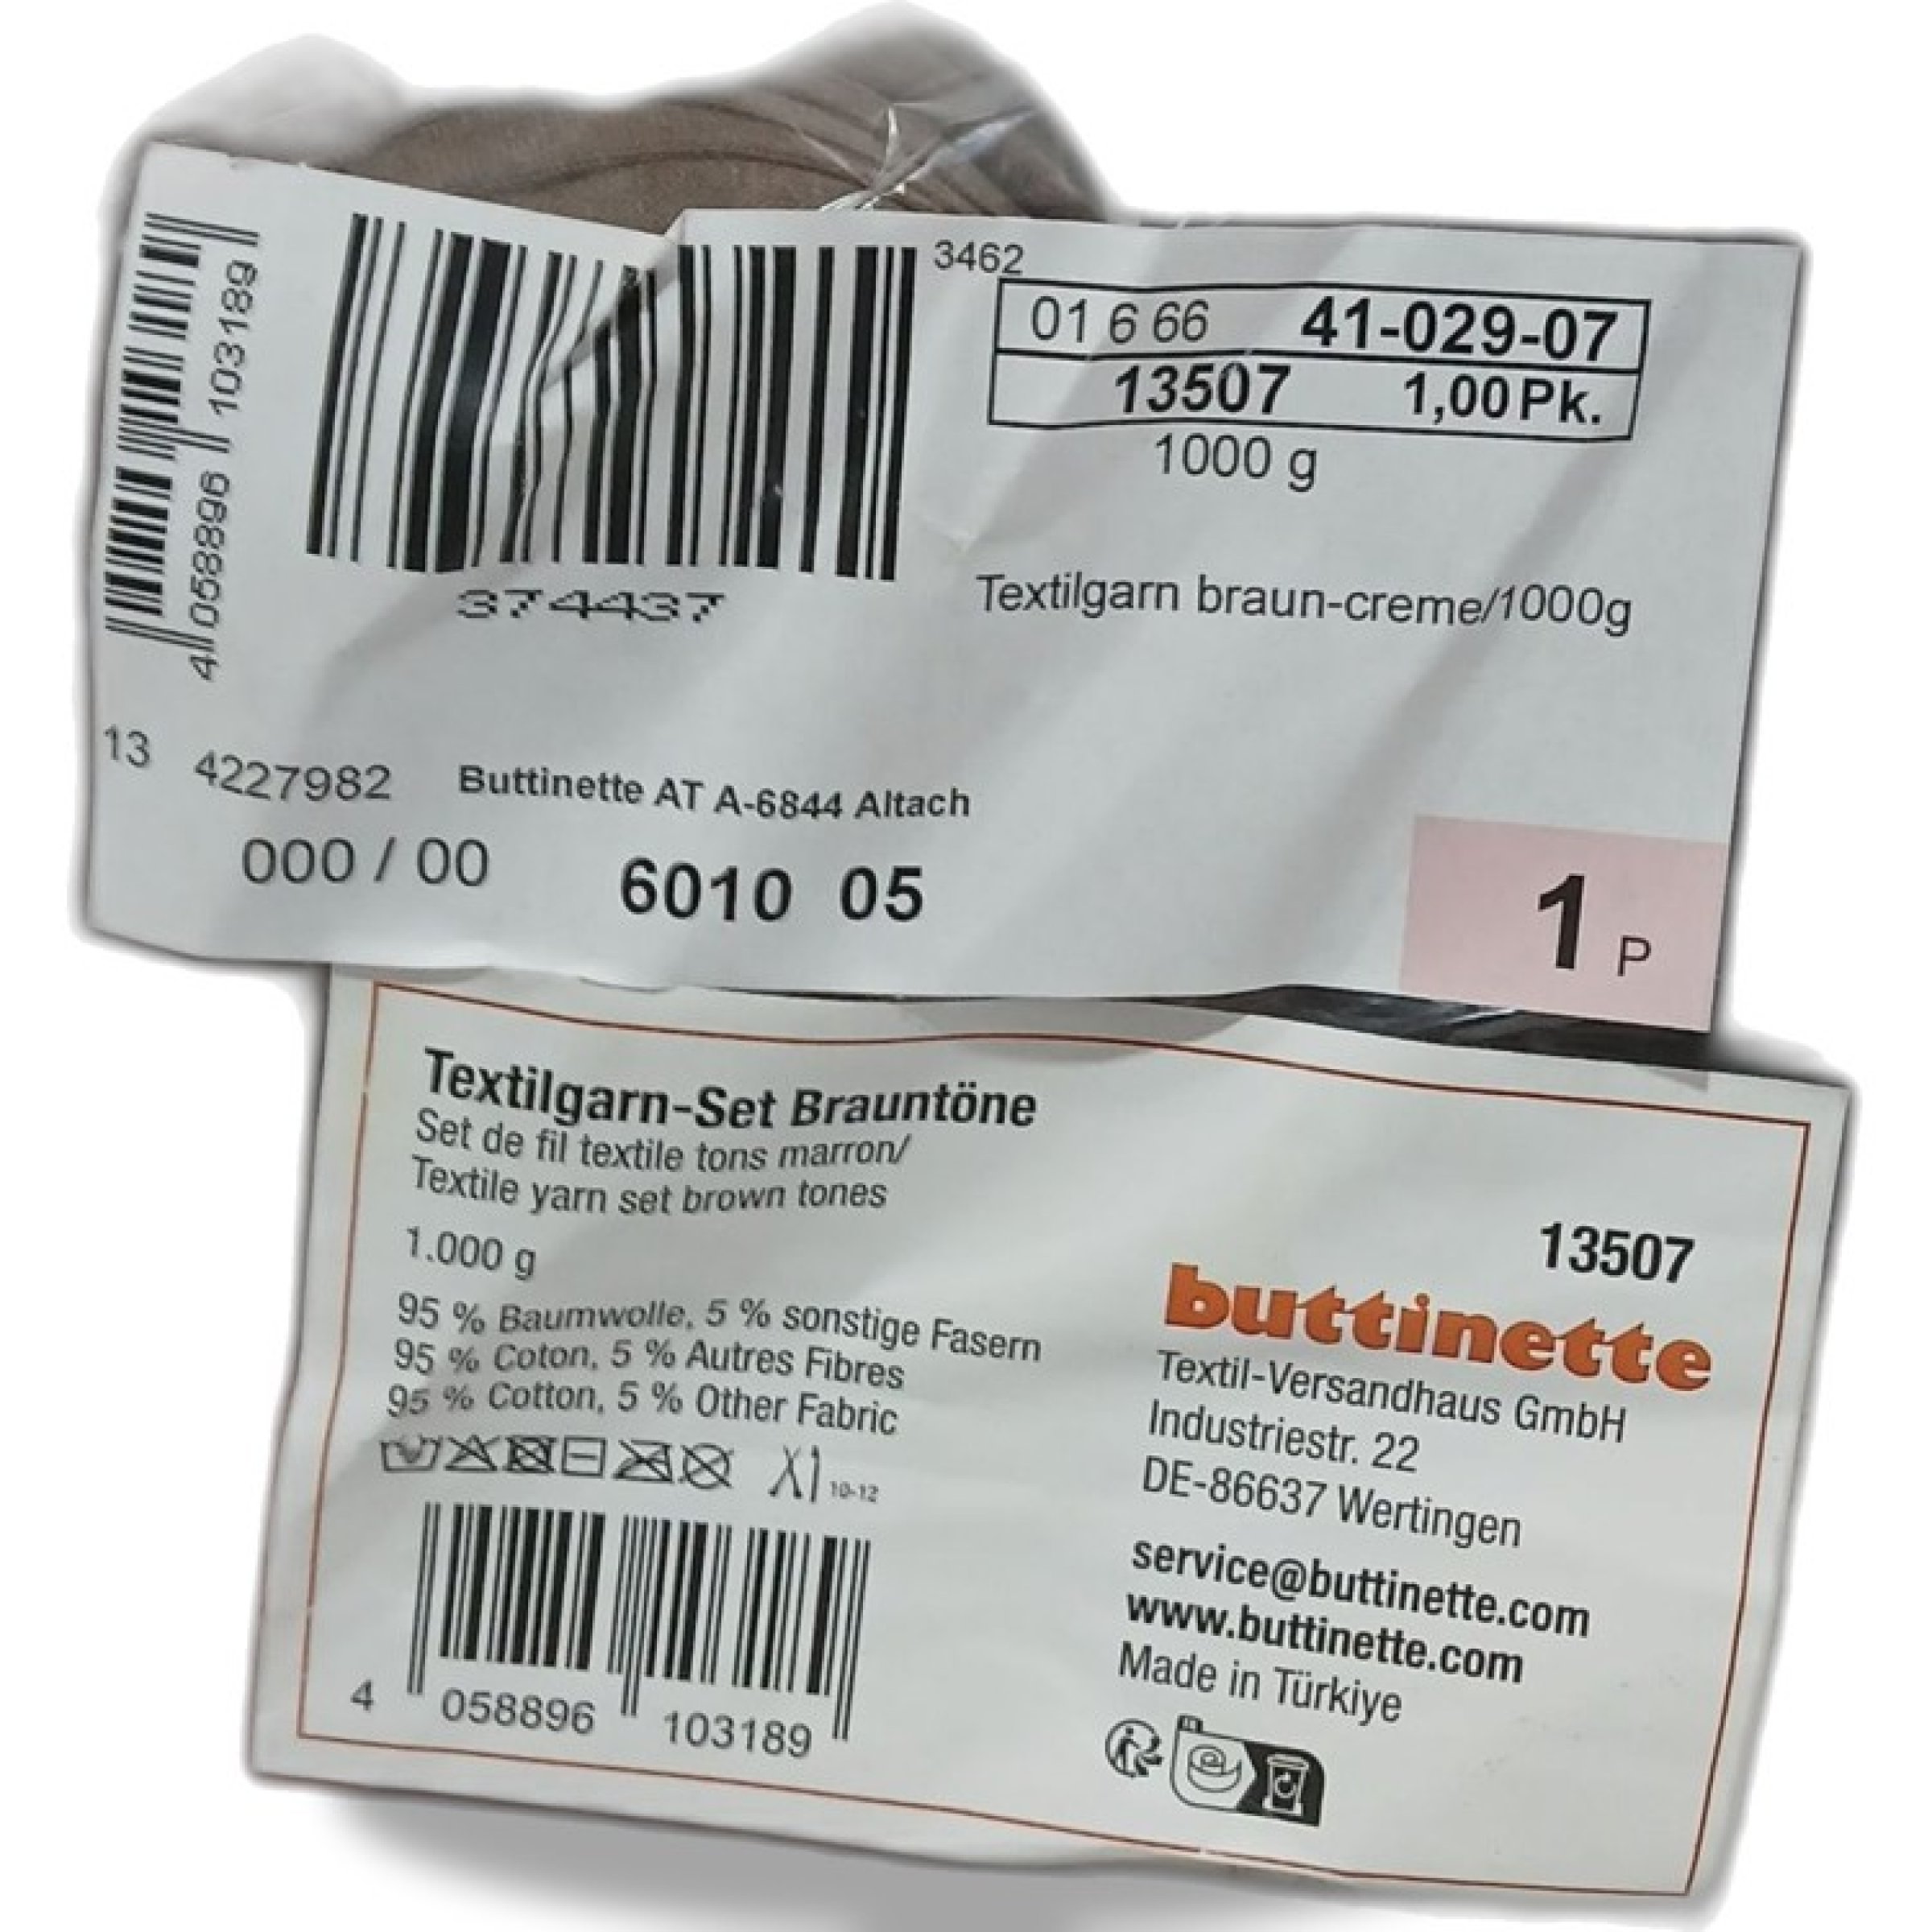 4 058896 103189
374437
3462
01 6 66 41-029-07
13507 1,00 Pk.
1000 g
Textilgarn braun-creme/1000g
13 4227982 Buttinette AT A-6844 Altach
000 / 00 6010 05
1 P
Textilgarn-Set Brauntöne
Set de fil textile tons marron/
Textile yarn set brown tones
1.000 g
95 % Baumwolle, 5 % sonstige Fasern
95 % Coton, 5 % Autres Fibres
95 % Cotton, 5 % Other Fabric
10-12
4 058896 103189
13507
buttinette
Textil-Versandhaus GmbH
Industriestr. 22
DE-86637 Wertingen
service@buttinette.com
www.buttinette.com
Made in Türkiye